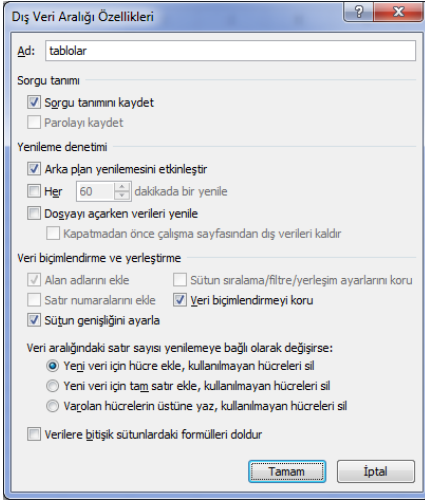 Dış Veri Aralığı Özellikleri
Ad: tablolar
Sorgu tanımı
Sorgu tanımını kaydet
Parolayı kaydet
Yenileme denetimi
Arka plan yenilemesini etkinleştir
Her 60 dakikada bir yenile
Dosyayı açarken verileri yenile
Kapatmadan önce çalışma sayfasından dış verileri kaldır
Veri biçimlendirme ve yerleştirme
Alan adlarını ekle Sütun sıralama/filtre/yerleşim ayarlarını koru
Satır numaralarını ekle Veri biçimlendirmeyi koru
Sütun genişliğini ayarla
Veri aralığındaki satır sayısı yenilemeye bağlı olarak değişirse:
Yeni veri için hücre ekle, kullanılmayan hücreleri sil
Yeni veri için tam satır ekle, kullanılmayan hücreleri sil
Varolan hücrelerin üstüne yaz, kullanılmayan hücreleri sil
Verilere bitişik sütunlardaki formülleri doldur
Tamam İptal